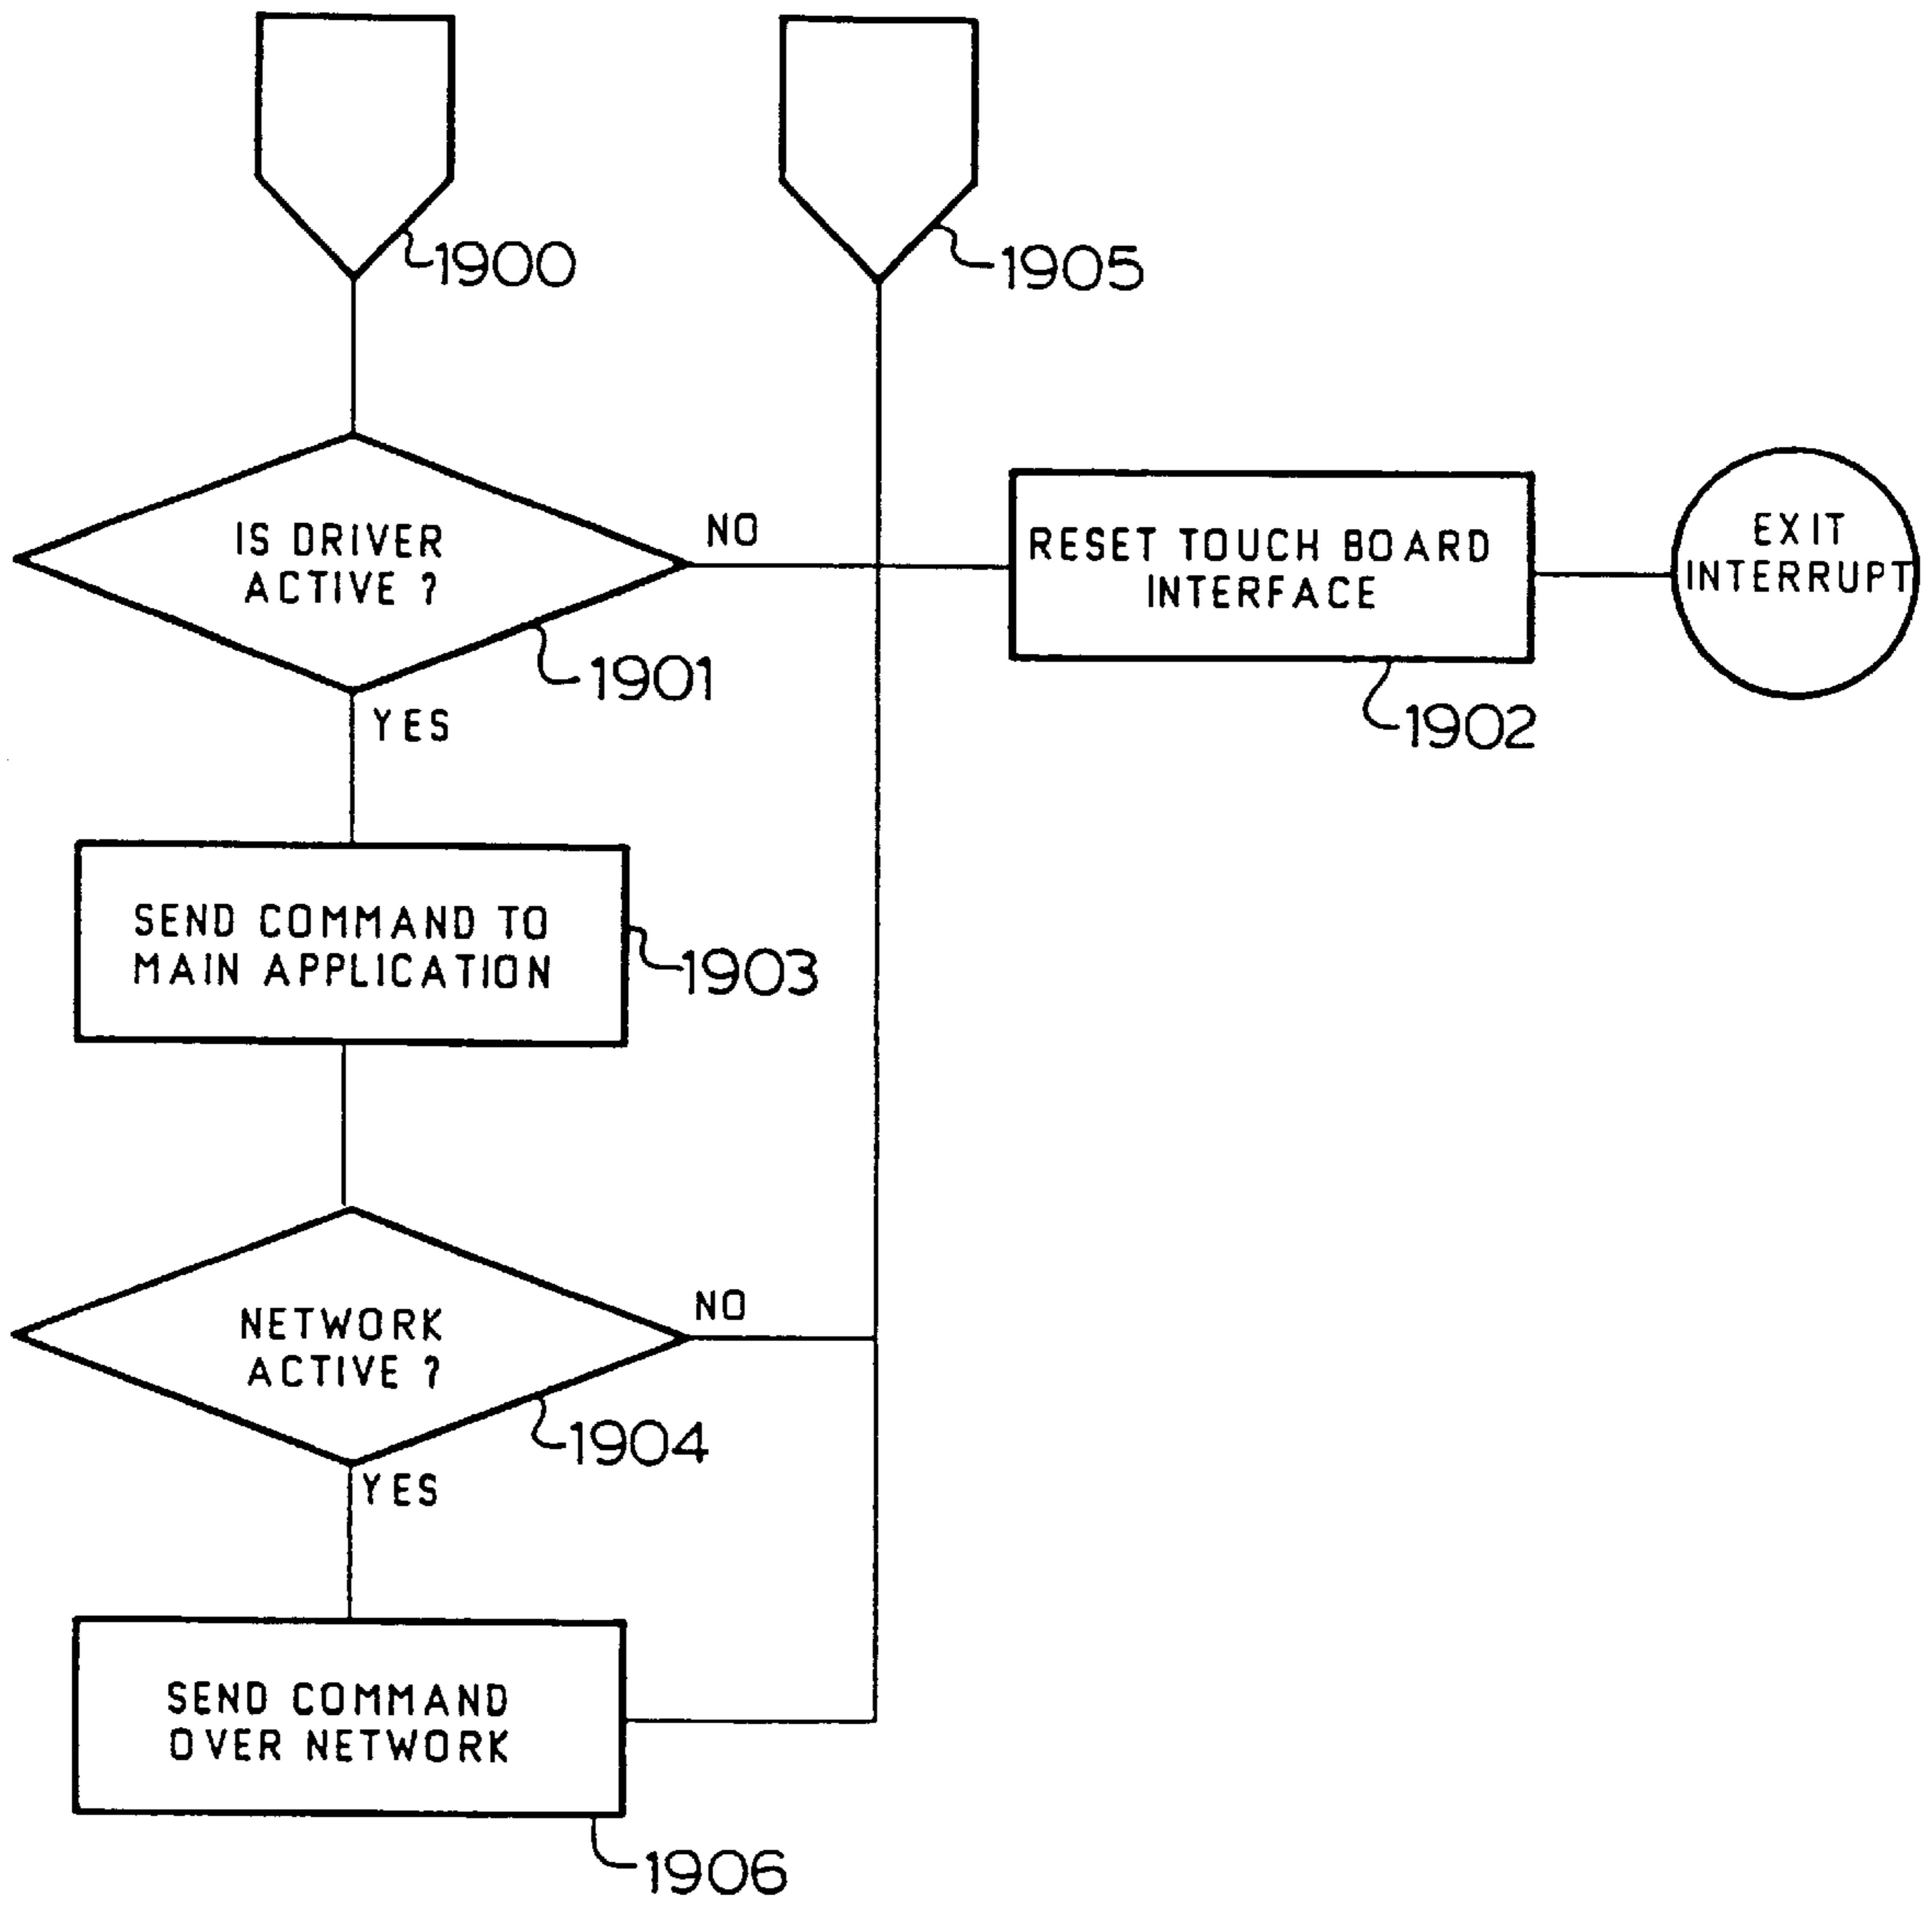 1900
1905
IS DRIVER
ACTIVE ?
NO
1901
YES
RESET TOUCH BOARD
INTERFACE
1902
EXIT
INTERRUPT
SEND COMMAND TO
MAIN APPLICATION
1903
NETWORK
ACTIVE ?
NO
1904
YES
SEND COMMAND
OVER NETWORK
1906